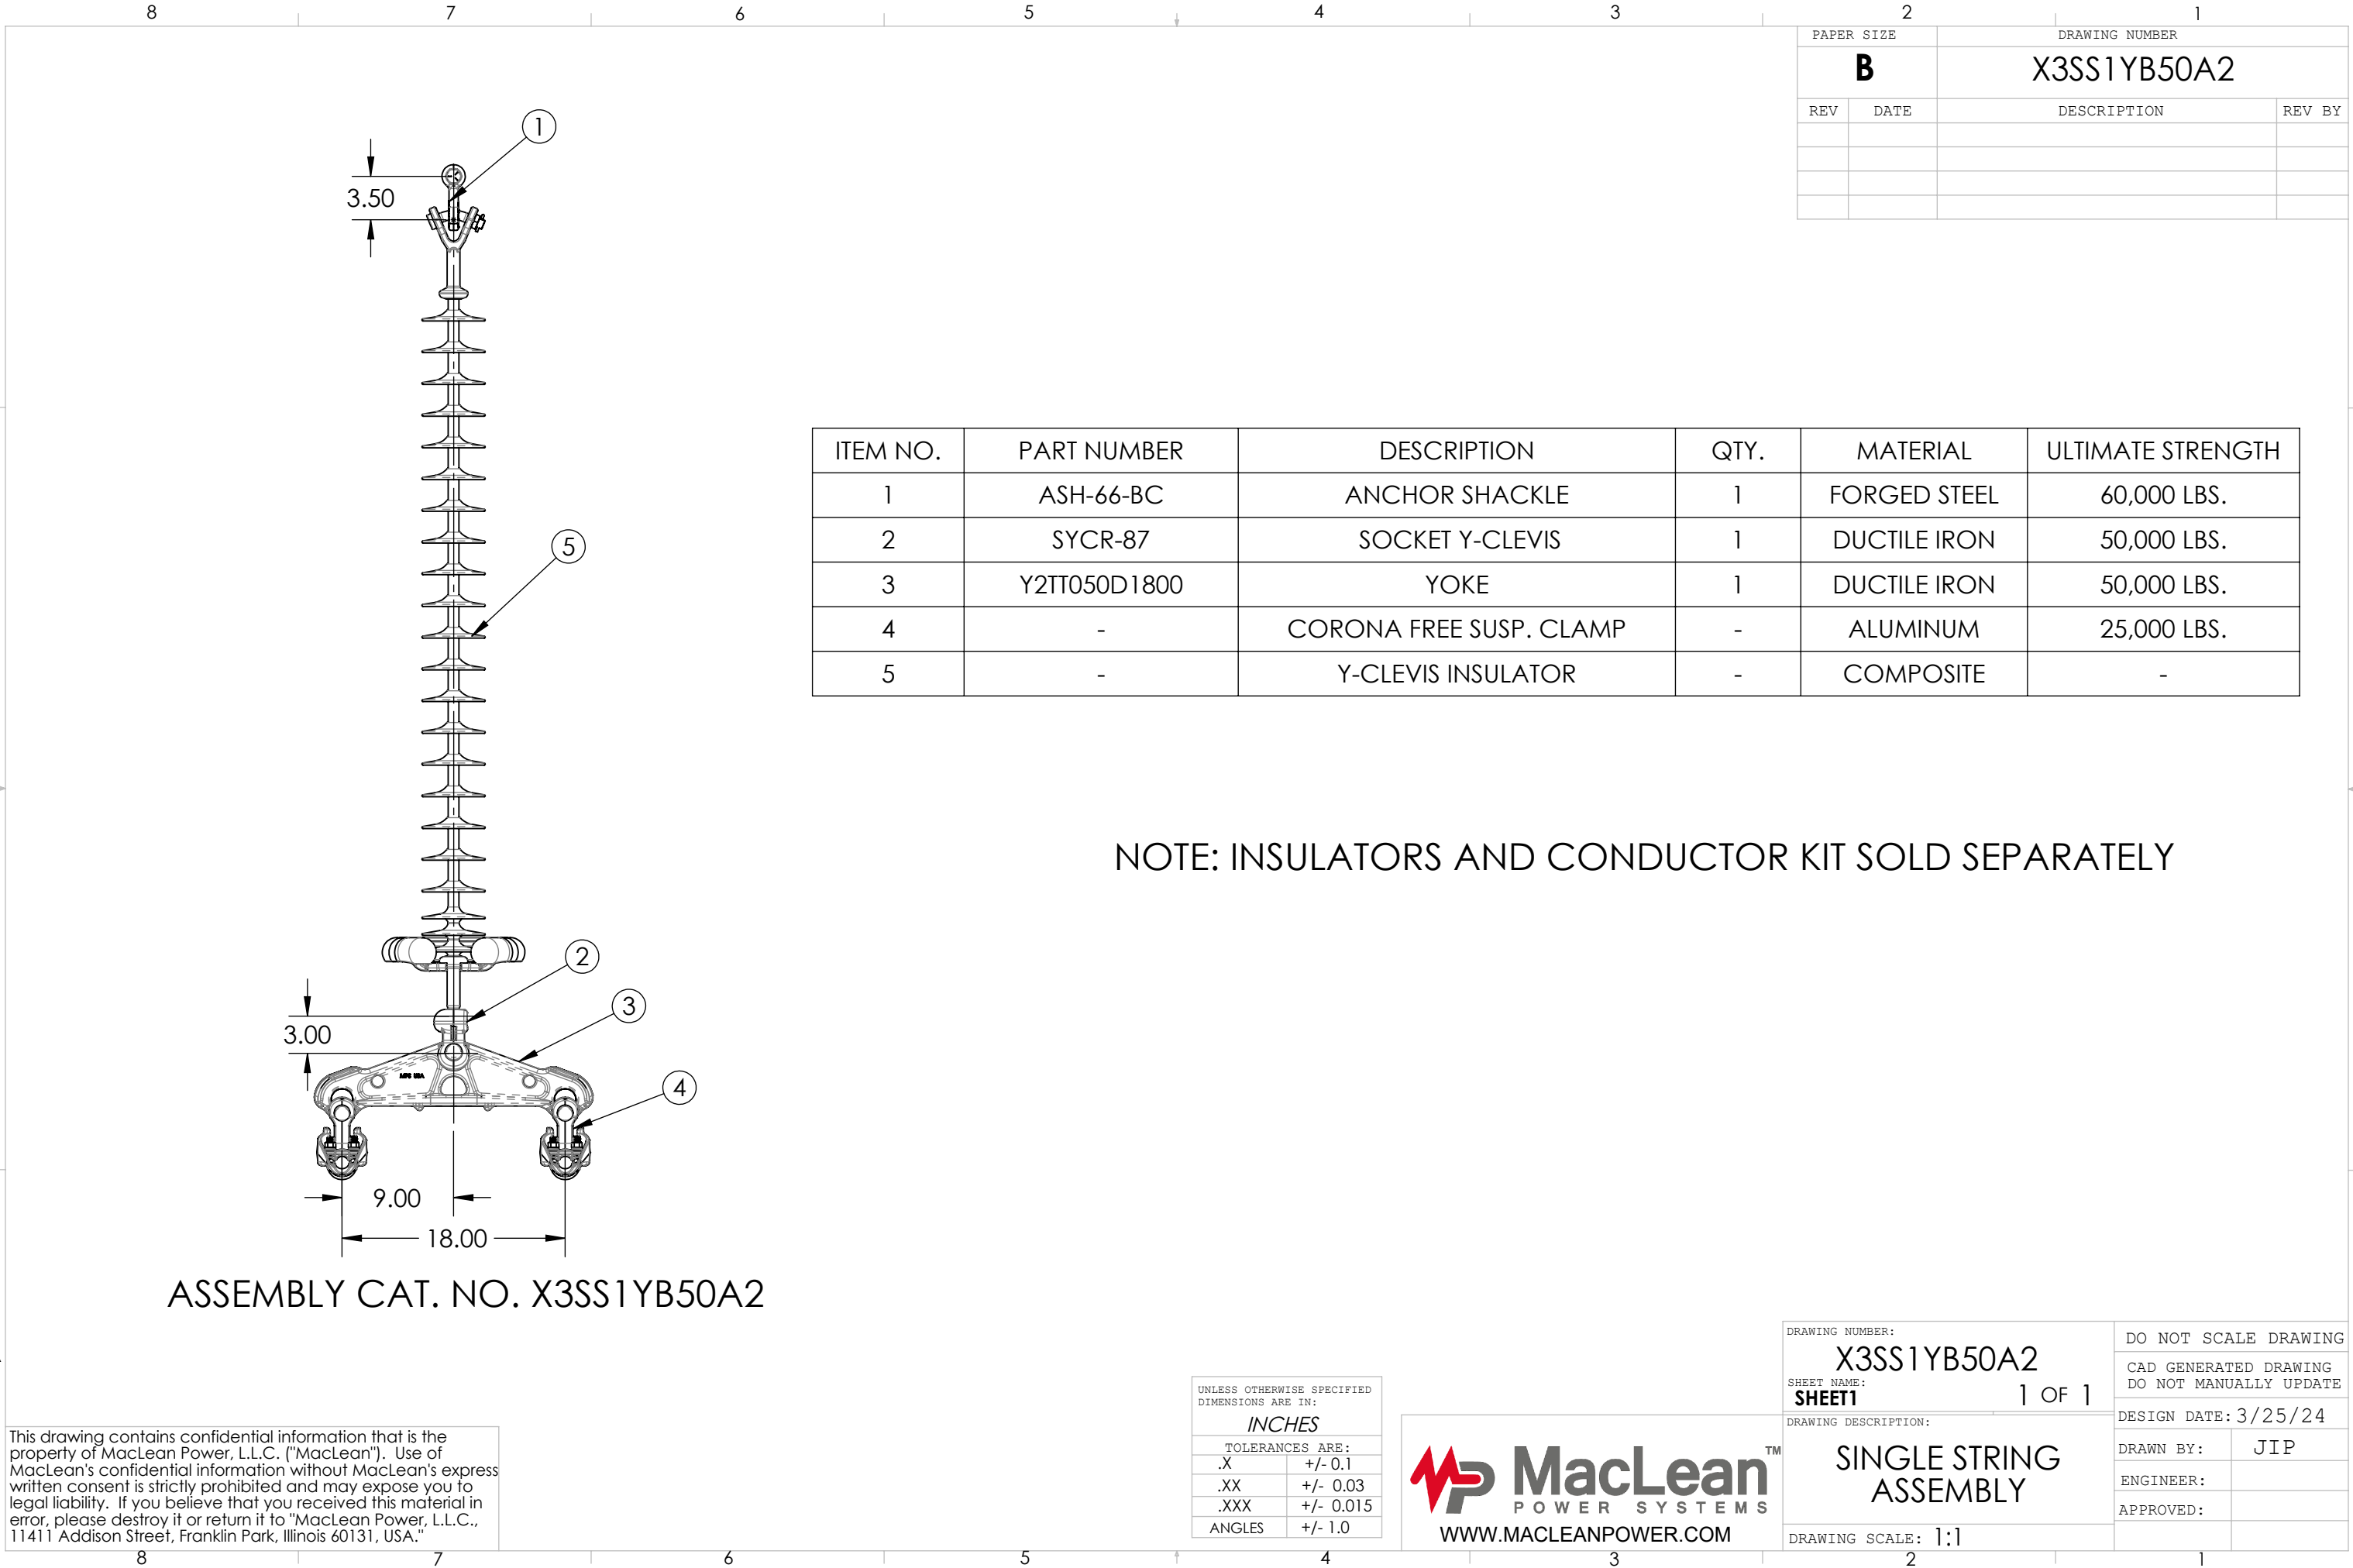 8 7 6 5 4 3 2 1
PAPER SIZE DRAWING NUMBER
B X3SS1YB50A2
REV DATE DESCRIPTION REV BY
1
3.50
5
2
3
3.00
MPS USA
4
9.00
18.00
ASSEMBLY CAT. NO. X3SS1YB50A2
ITEM NO. PART NUMBER DESCRIPTION QTY. MATERIAL ULTIMATE STRENGTH
1 ASH-66-BC ANCHOR SHACKLE 1 FORGED STEEL 60,000 LBS.
2 SYCR-87 SOCKET Y-CLEVIS 1 DUCTILE IRON 50,000 LBS.
3 Y2TT050D1800 YOKE 1 DUCTILE IRON 50,000 LBS.
4 - CORONA FREE SUSP. CLAMP - ALUMINUM 25,000 LBS.
5 - Y-CLEVIS INSULATOR - COMPOSITE -
NOTE: INSULATORS AND CONDUCTOR KIT SOLD SEPARATELY
This drawing contains confidential information that is the
property of MacLean Power, L.L.C. ("MacLean"). Use of
MacLean's confidential information without MacLean's express
written consent is strictly prohibited and may expose you to
legal liability. If you believe that you received this material in
error, please destroy it or return it to "MacLean Power, L.L.C.,
11411 Addison Street, Franklin Park, Illinois 60131, USA."
UNLESS OTHERWISE SPECIFIED
DIMENSIONS ARE IN:
INCHES
TOLERANCES ARE:
.X +/- 0.1
.XX +/- 0.03
.XXX +/- 0.015
ANGLES +/- 1.0
MP MacLean™
POWER SYSTEMS
WWW.MACLEANPOWER.COM
DRAWING NUMBER:
X3SS1YB50A2
SHEET NAME:
SHEET1 1 OF 1
DRAWING DESCRIPTION:
SINGLE STRING
ASSEMBLY
DRAWING SCALE: 1:1
DO NOT SCALE DRAWING
CAD GENERATED DRAWING
DO NOT MANUALLY UPDATE
DESIGN DATE: 3/25/24
DRAWN BY: JIP
ENGINEER:
APPROVED:
8 7 6 5 4 3 2 1